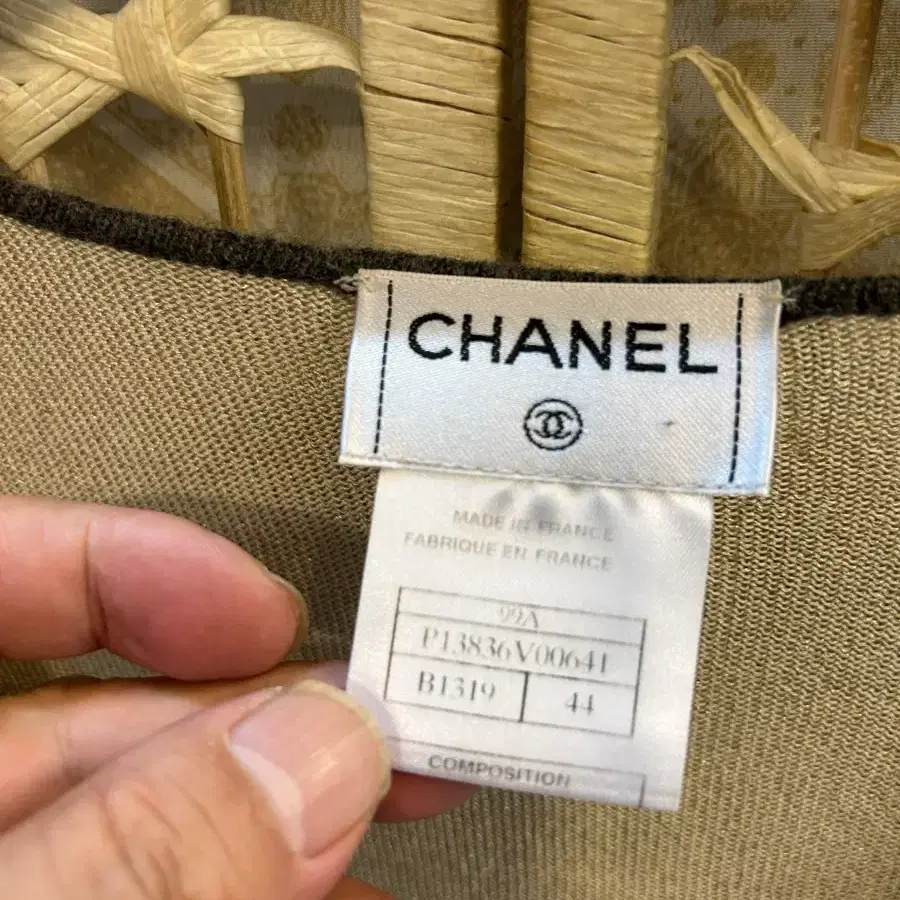 CHANEL
MADE IN FRANCE
FABRIQUE EN FRANCE
99A
P13836V00641
B1319 44
COMPOSITION